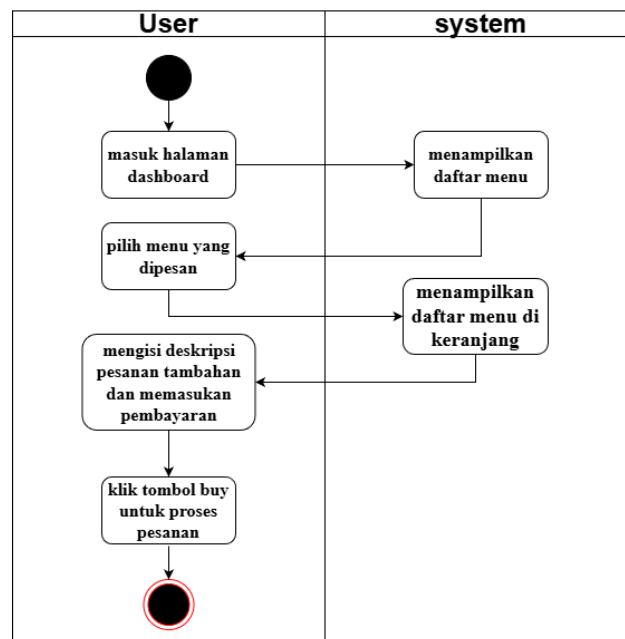 User
system
masuk halaman
dashboard
menampilkan
daftar menu
pilih menu yang
dipesan
menampilkan
daftar menu di
keranjang
mengisi deskripsi
pesanan tambahan
dan memasukan
pembayaran
klik tombol buy
untuk proses
pesanan